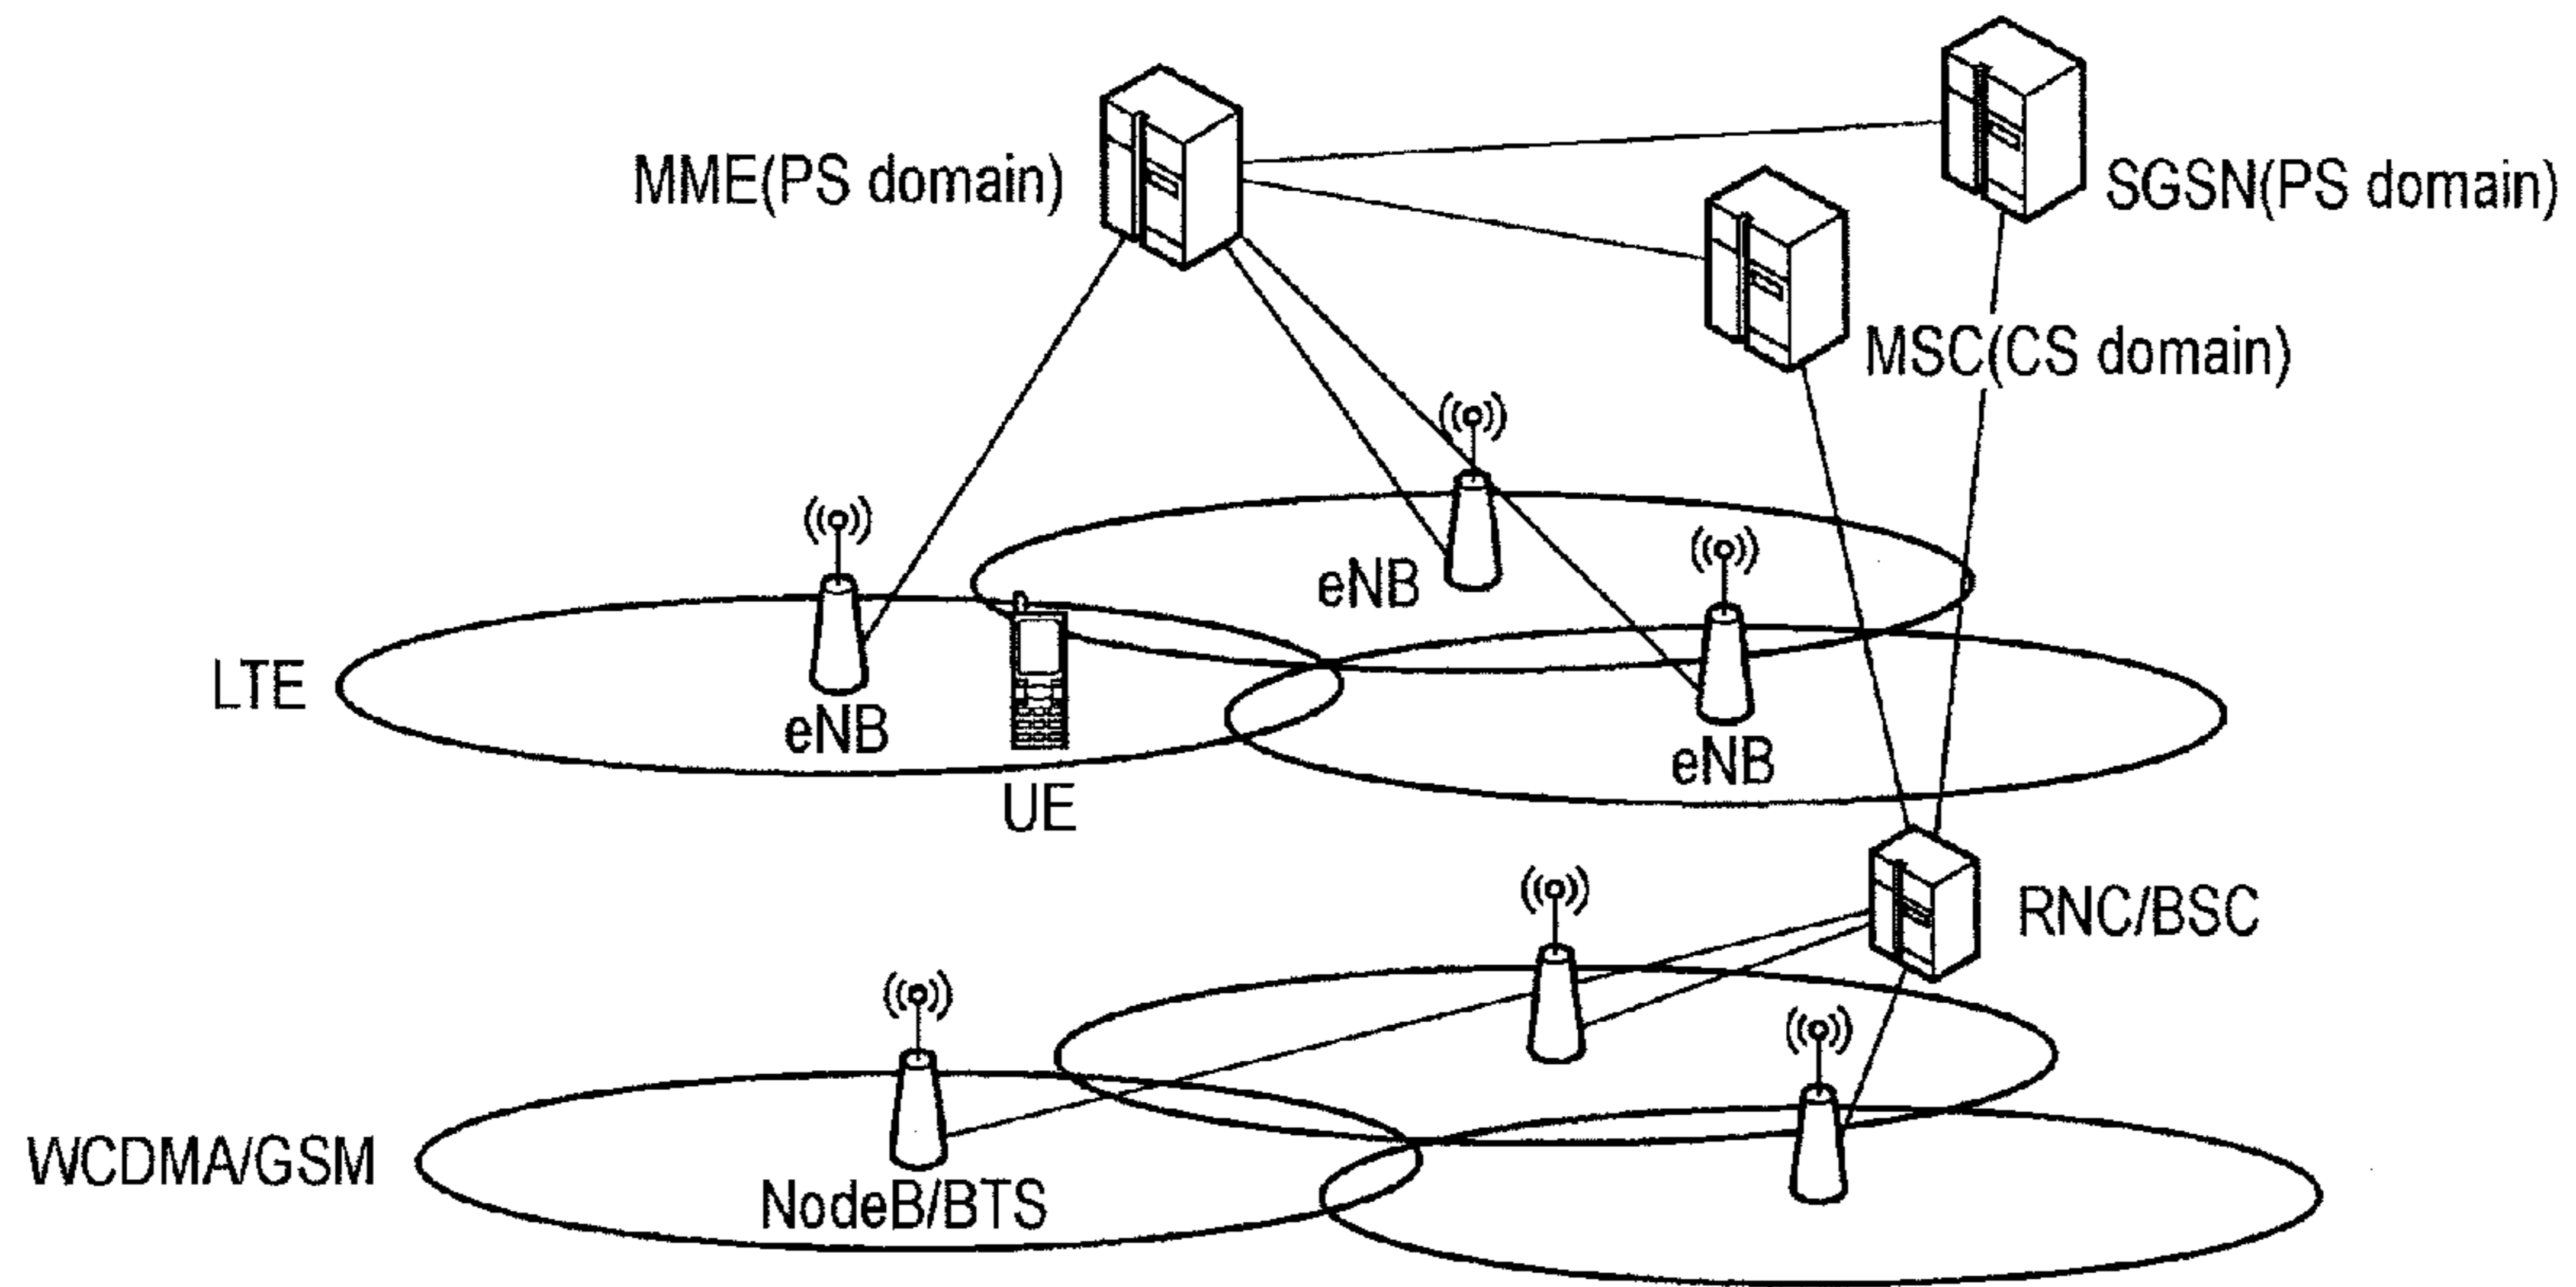 MME(PS domain)
SGSN(PS domain)
MSC(CS domain)
eNB
LTE
eNB
eNB
UE
RNC/BSC
WCDMA/GSM
NodeB/BTS